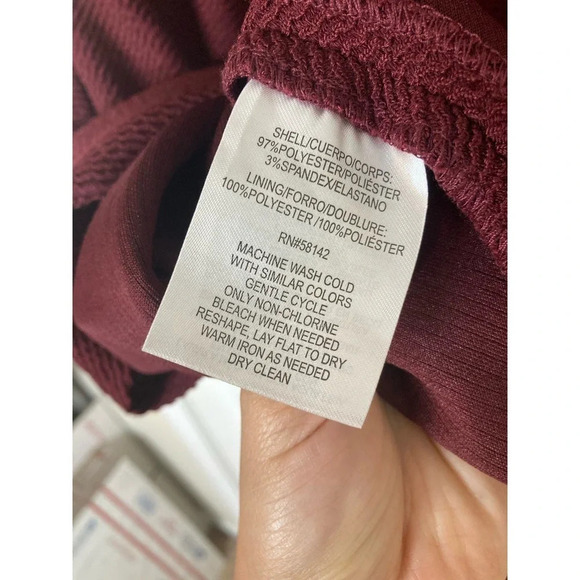 SHELL/CUERPO/CORPS:
97%POLYESTER/POLIÉSTER
3%SPANDEX/ELASTANO
LINING/FORRO/DOUBLURE:
100%POLYESTER /100%POLIÉSTER
RN#58142
MACHINE WASH COLD
WITH SIMILAR COLORS
GENTLE CYCLE
ONLY NON-CHLORINE
BLEACH WHEN NEEDED
RESHAPE, LAY FLAT TO DRY
WARM IRON AS NEEDED
DRY CLEAN